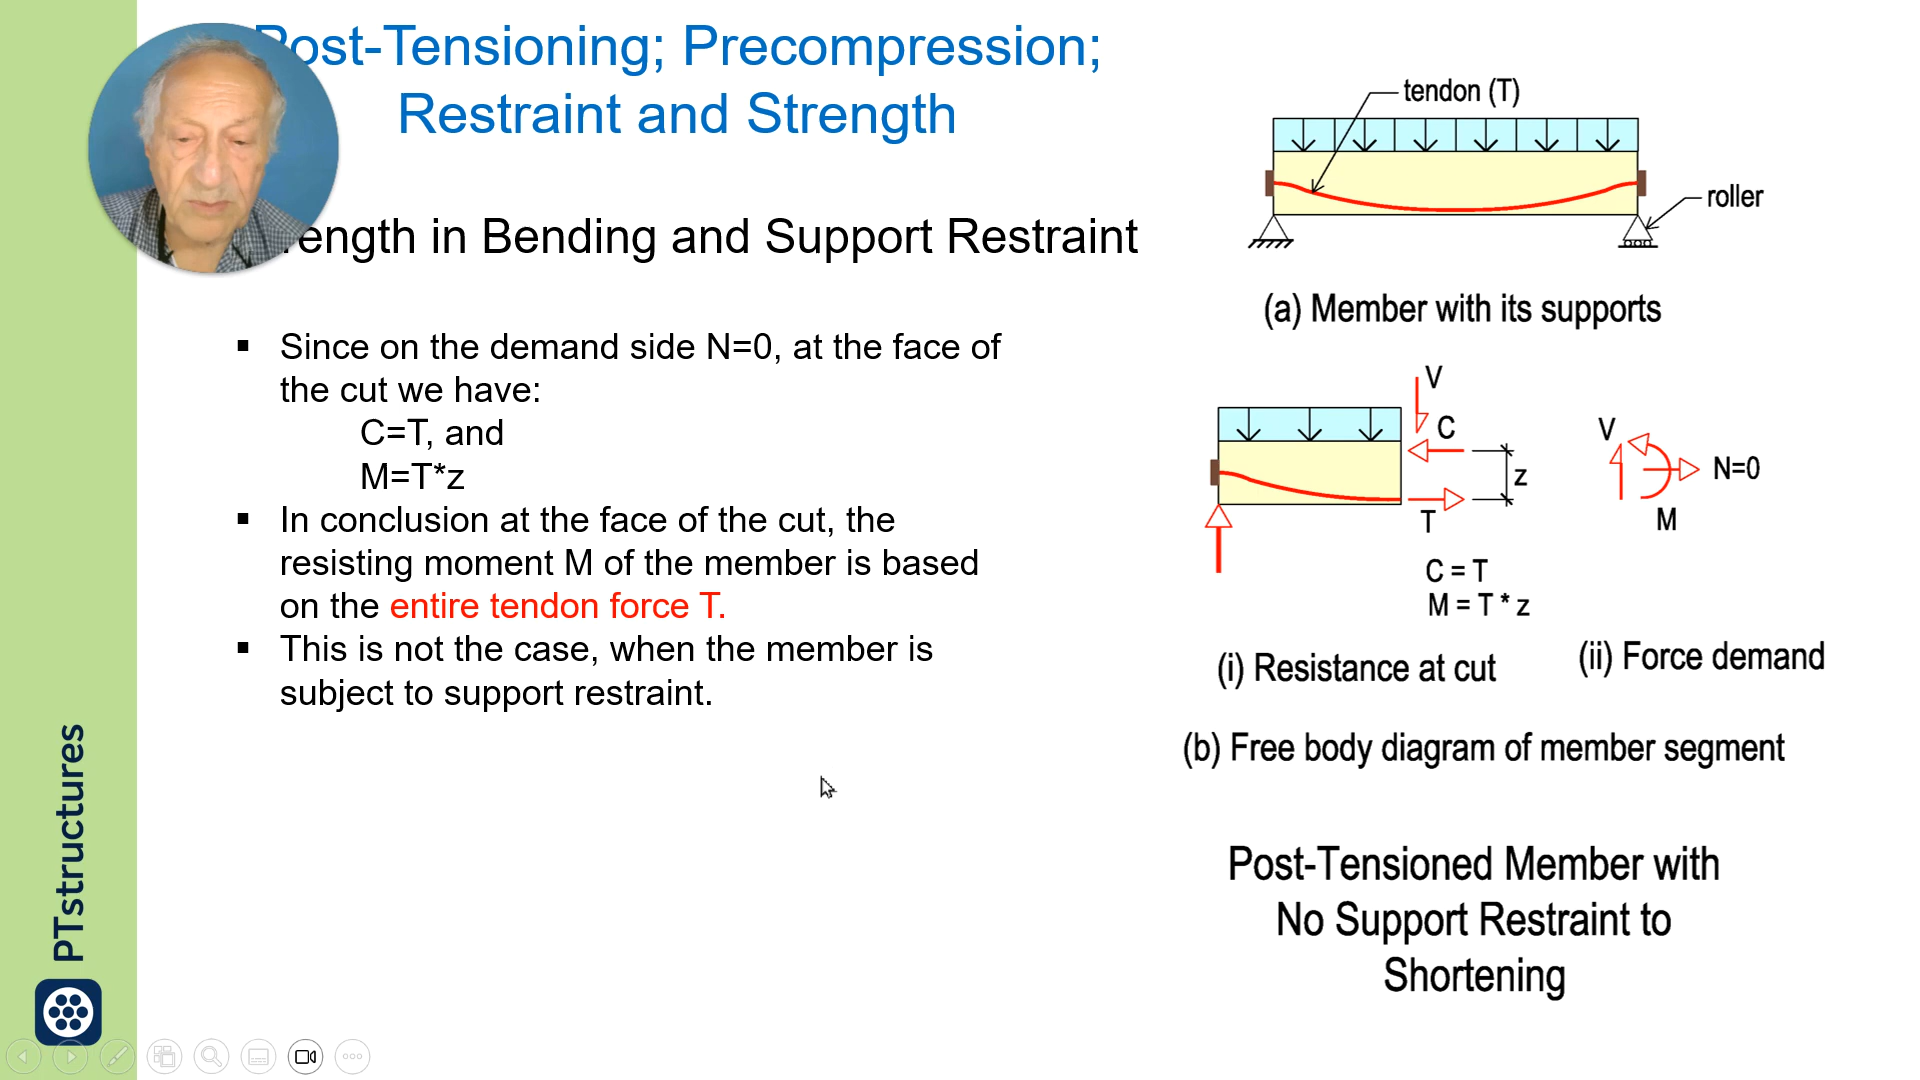 ost-Tensioning; Precompression;
Restraint and Strength
rength in Bending and Support Restraint
▪ Since on the demand side N=0, at the face of
the cut we have:
C=T, and
M=T*z
▪ In conclusion at the face of the cut, the
resisting moment M of the member is based
on the entire tendon force T.
▪ This is not the case, when the member is
subject to support restraint.
tendon (T)
roller
(a) Member with its supports
V
C
z
T
C = T
M = T * z
(i) Resistance at cut
V
N=0
M
(ii) Force demand
(b) Free body diagram of member segment
Post-Tensioned Member with
No Support Restraint to
Shortening
PTstructures